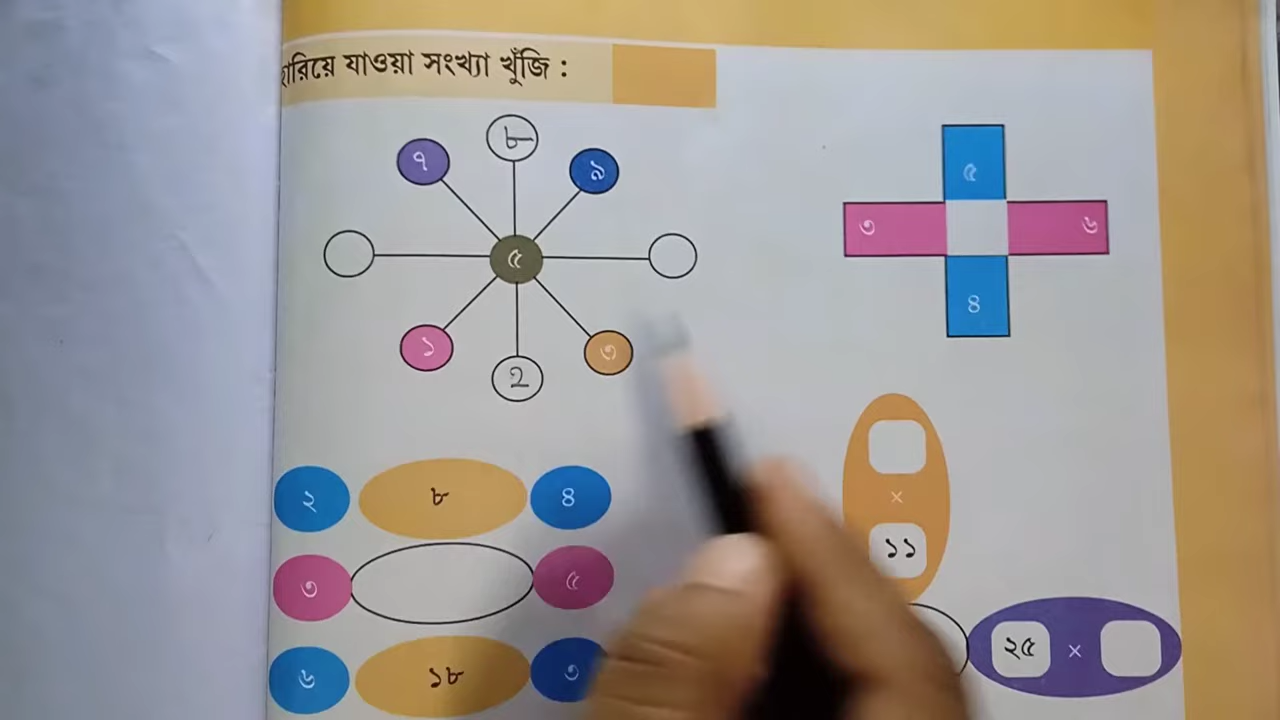 হারিয়ে যাওয়া সংখ্যা খুঁজি :
৭ ৮ ৯
৫
১ ২ ৩
৫
৩ ৬
৪
২ ৮ ৪
৩ ৫
৬ ১৮ ৩
×
১১
২৫ ×